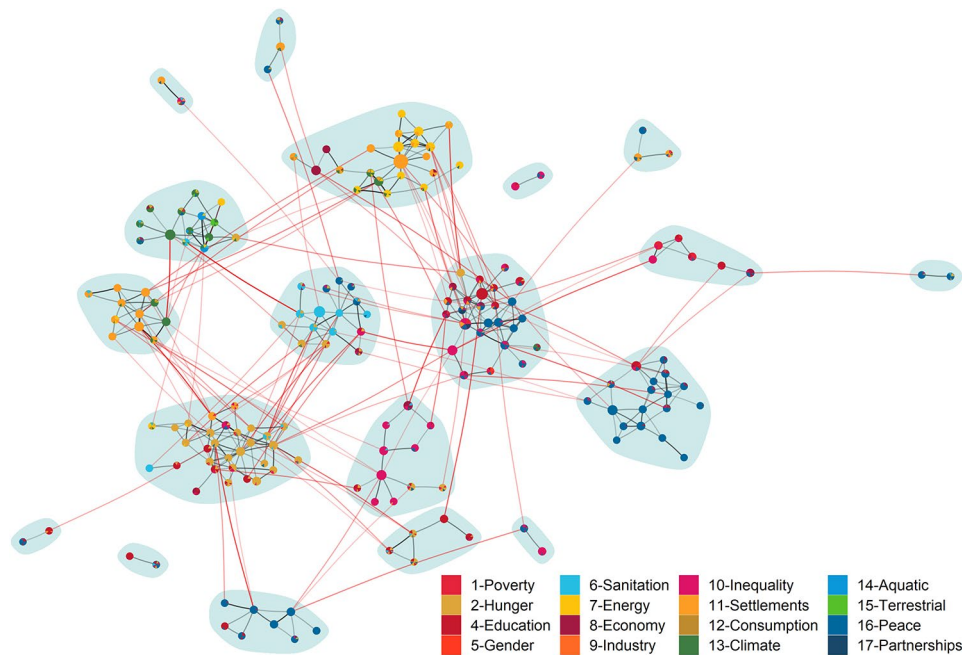 1-Poverty 6-Sanitation 10-Inequality 14-Aquatic
2-Hunger 7-Energy 11-Settlements 15-Terrestrial
4-Education 8-Economy 12-Consumption 16-Peace
5-Gender 9-Industry 13-Climate 17-Partnerships